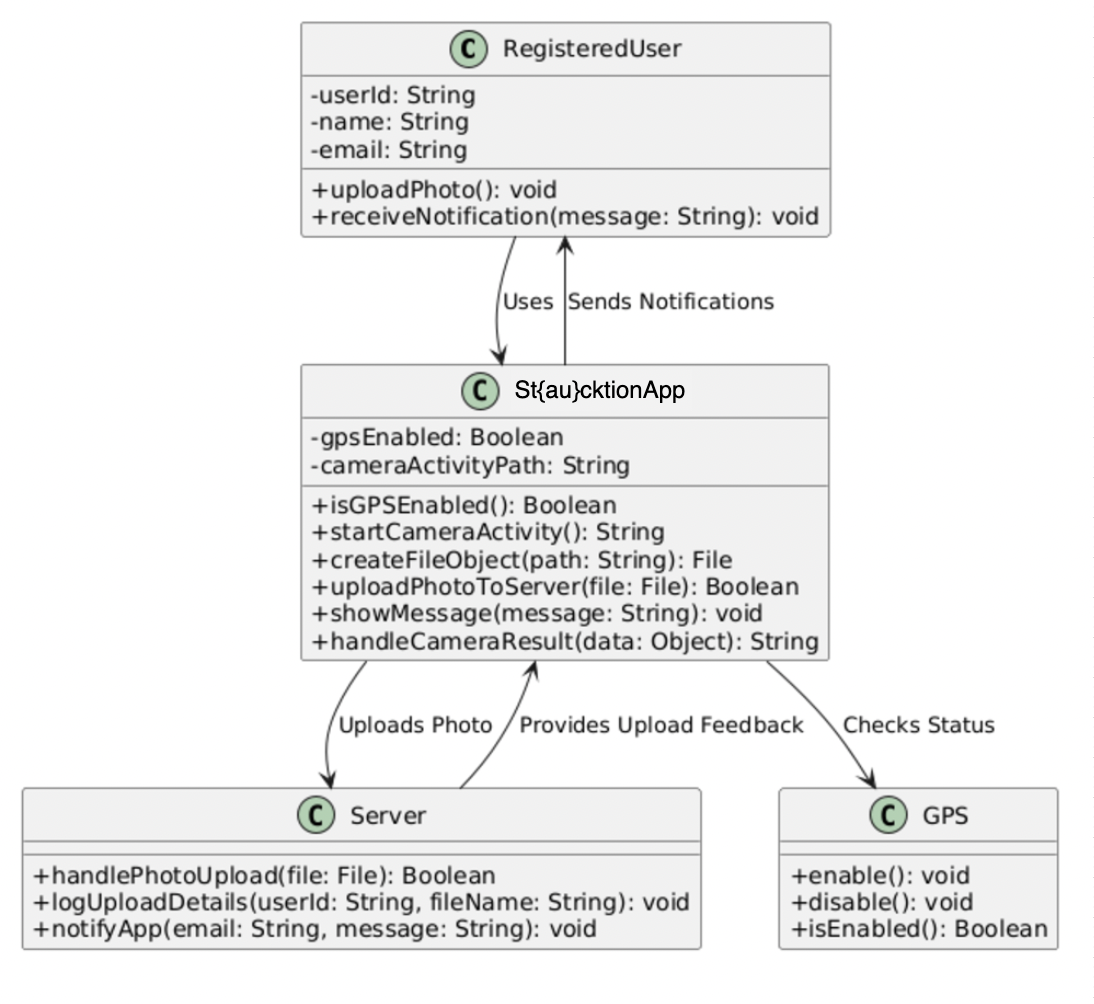 C RegisteredUser
-userId: String
-name: String
-email: String
+uploadPhoto(): void
+receiveNotification(message: String): void
Uses
Sends Notifications
C St{au}cktionApp
-gpsEnabled: Boolean
-cameraActivityPath: String
+isGPSEnabled(): Boolean
+startCameraActivity(): String
+createFileObject(path: String): File
+uploadPhotoToServer(file: File): Boolean
+showMessage(message: String): void
+handleCameraResult(data: Object): String
Uploads Photo
Provides Upload Feedback
Checks Status
C Server
+handlePhotoUpload(file: File): Boolean
+logUploadDetails(userId: String, fileName: String): void
+notifyApp(email: String, message: String): void
C GPS
+enable(): void
+disable(): void
+isEnabled(): Boolean